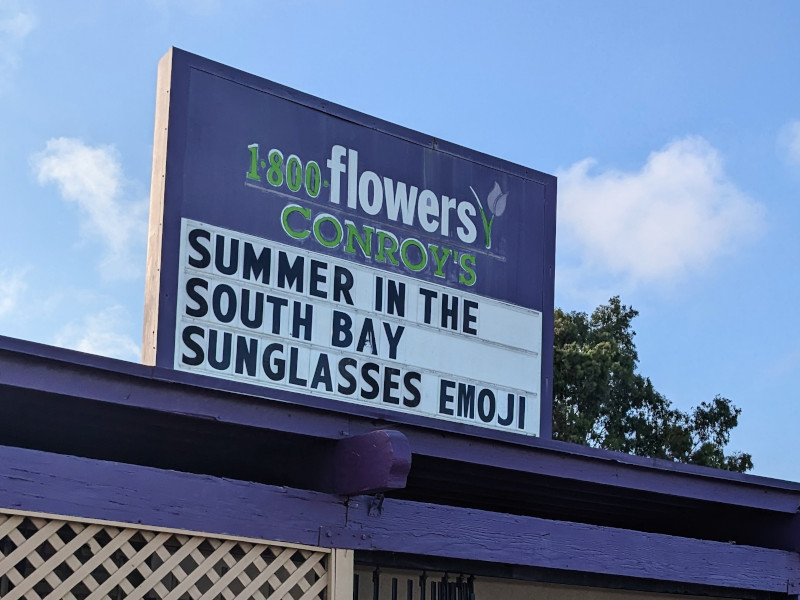 1·800·flowers
CONROY'S
SUMMER IN THE
SOUTH BAY
SUNGLASSES EMOJI